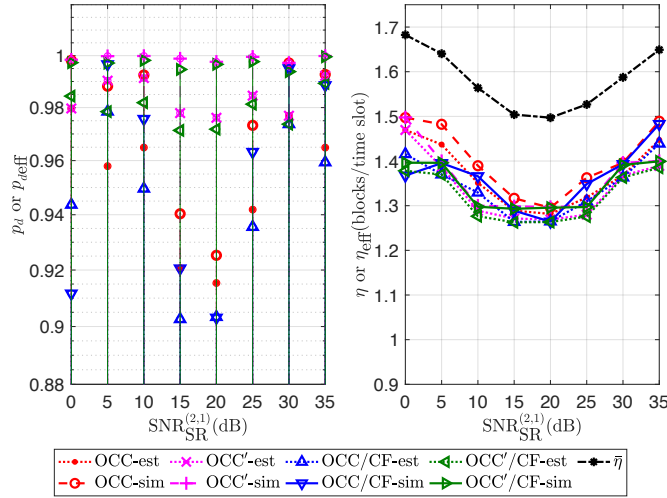 1
0.98
0.96
0.94
0.92
0.9
0.88
p_d or p_deff
0 5 10 15 20 25 30 35
SNR_SR^(2,1)(dB)
1.7
1.6
1.5
1.4
1.3
1.2
1.1
1
0.9
η or η_eff(blocks/time slot)
0 5 10 15 20 25 30 35
SNR_SR^(2,1)(dB)
OCC-est OCC′-est OCC/CF-est OCC′/CF-est η̄
OCC-sim OCC′-sim OCC/CF-sim OCC′/CF-sim